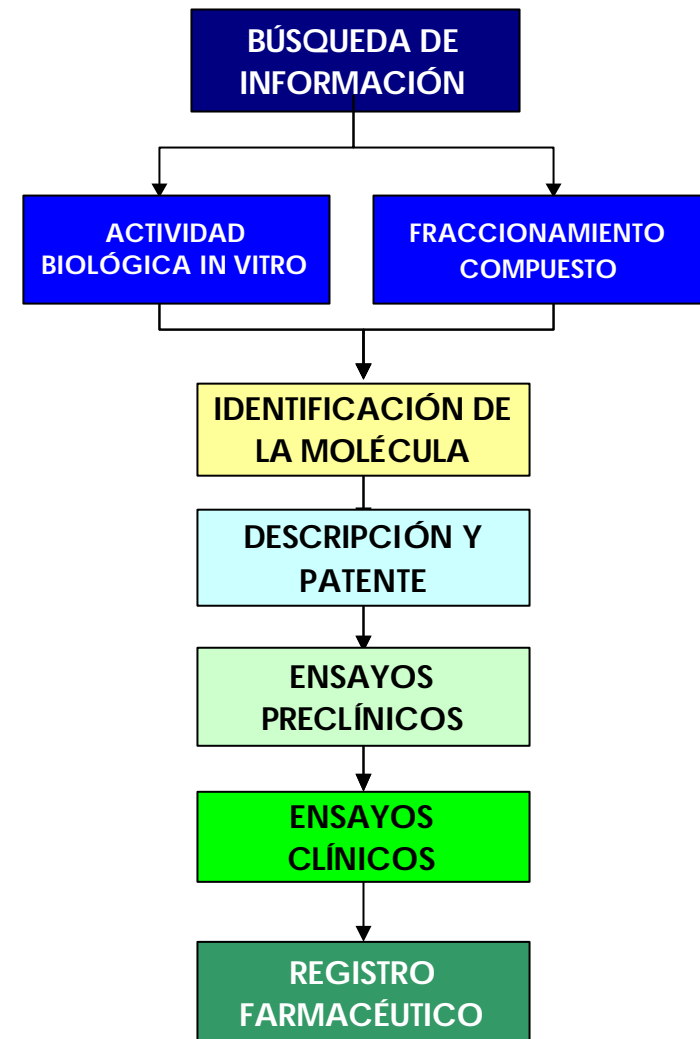 BÚSQUEDA DE
INFORMACIÓN
ACTIVIDAD
BIOLÓGICA IN VITRO
FRACCIONAMIENTO
COMPUESTO
IDENTIFICACIÓN DE
LA MOLÉCULA
DESCRIPCIÓN Y
PATENTE
ENSAYOS
PRECLÍNICOS
ENSAYOS
CLÍNICOS
REGISTRO
FARMACÉUTICO